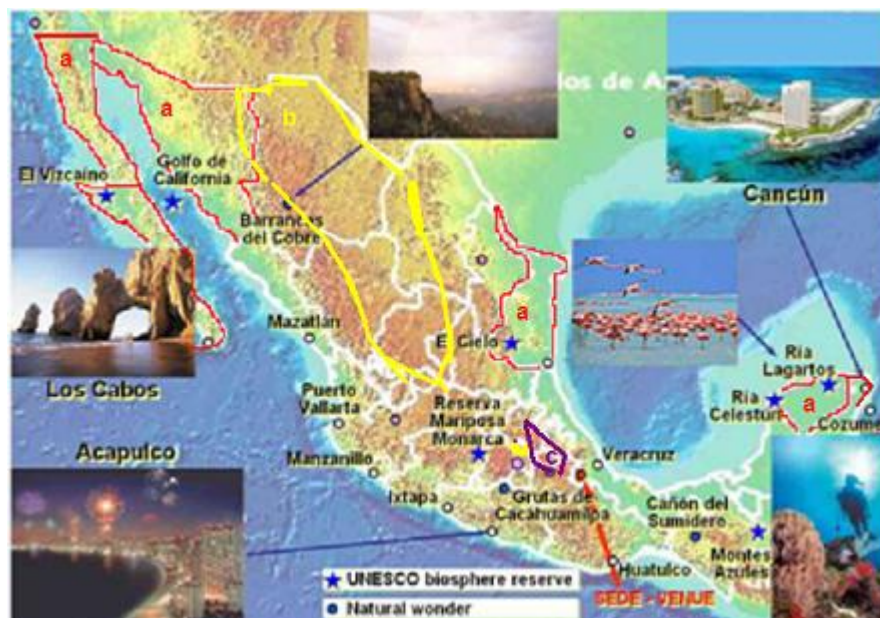 los de A
a
a
b
El Vizcaíno
Golfo de
California
Barrancas
del Cobre
Cancún
a
El Cielo
Ría
Lagartos
Ría
Celestún
a
Cozumel
Los Cabos
Mazatlán
Puerto
Vallarta
Reserva
Mariposa
Monarca
c
Veracruz
Manzanillo
Acapulco
Ixtapa
Grutas de
Cacahuamilpa
Cañón del
Sumidero
Montes
Azules
Huatulco
UNESCO biosphere reserve
SEDE - VENUE
Natural wonder